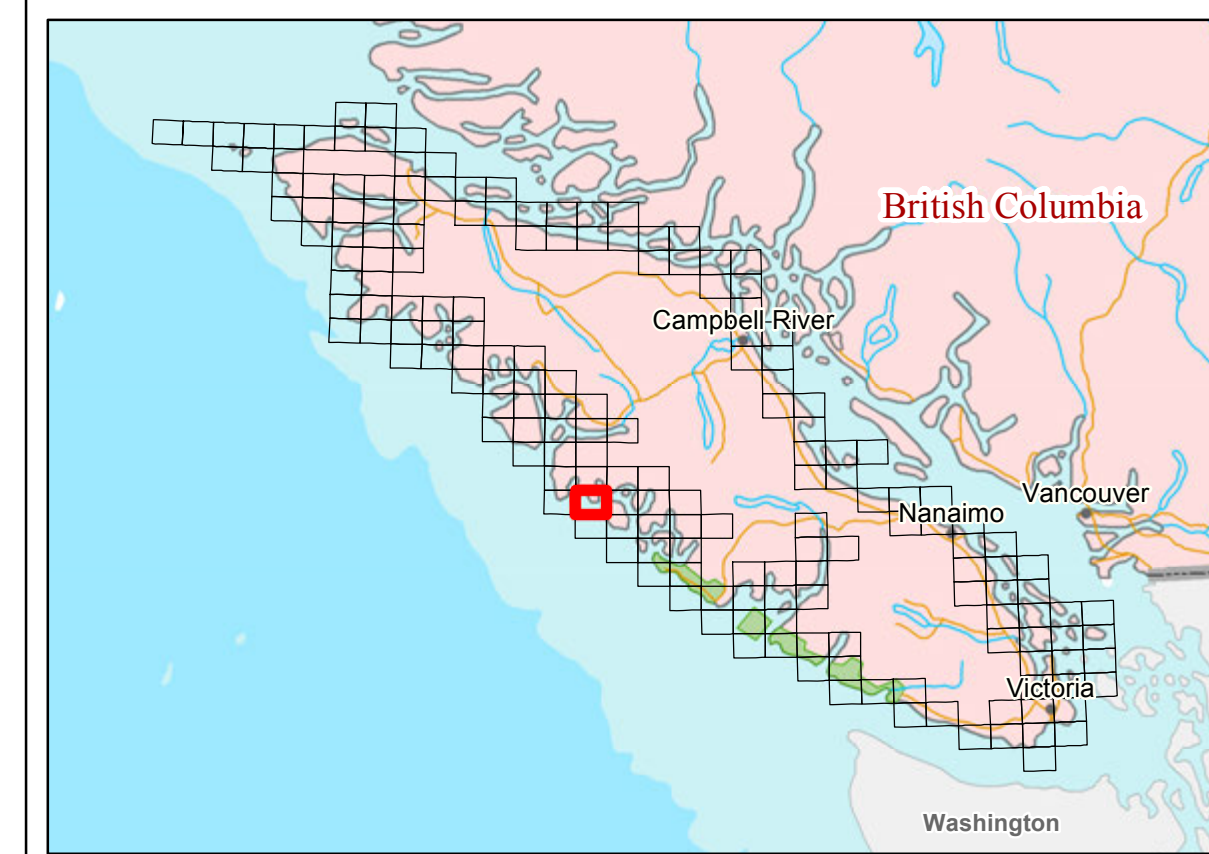 British Columbia
Campbell River
Vancouver
Nanaimo
Victoria
Washington